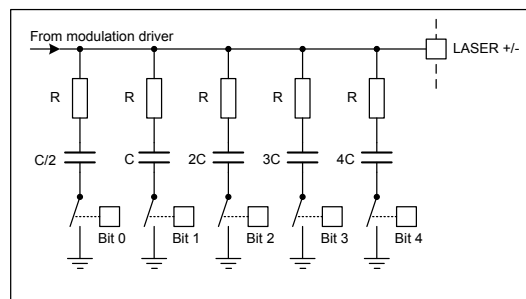 From modulation driver
LASER +/-
R R R R R
C/2 C 2C 3C 4C
Bit 0 Bit 1 Bit 2 Bit 3 Bit 4